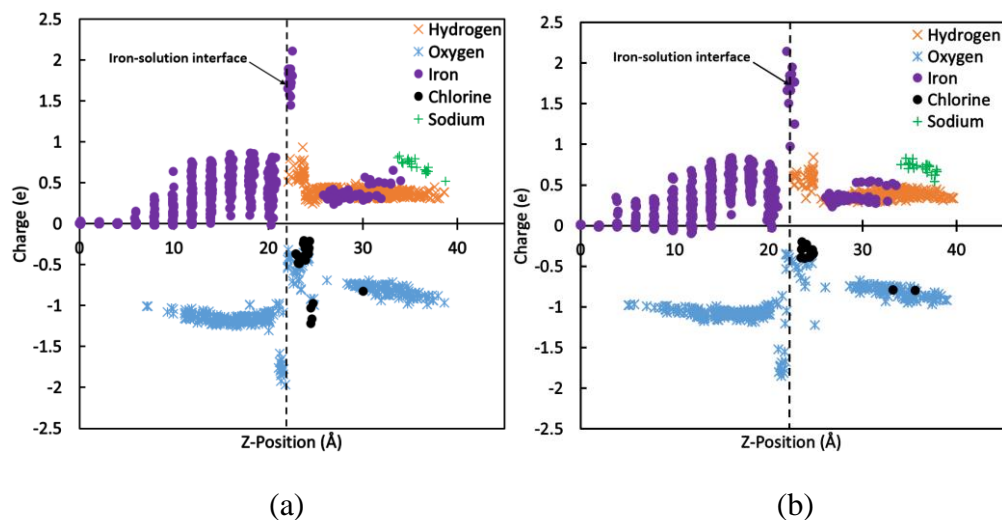 2.5
2
1.5
1
0.5
0
-0.5
-1
-1.5
-2
-2.5
Charge (e)
0
10
20
30
40
Z-Position (Å)
Iron-solution interface
Hydrogen
Oxygen
Iron
Chlorine
Sodium
(a)
2.5
2
1.5
1
0.5
0
-0.5
-1
-1.5
-2
-2.5
Charge (e)
0
10
20
30
40
Z-Position (Å)
Iron-solution interface
Hydrogen
Oxygen
Iron
Chlorine
Sodium
(b)